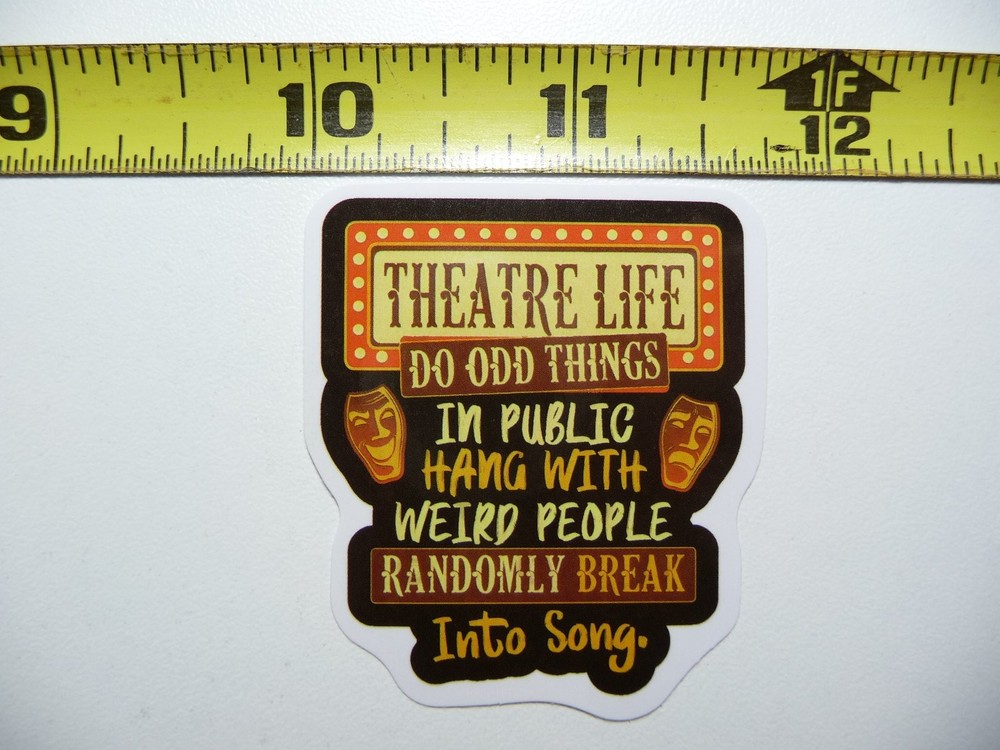 9 10 11 1F 12
THEATRE LIFE
DO ODD THINGS
IN PUBLIC
HANG WITH
WEIRD PEOPLE
RANDOMLY BREAK
Into Song.